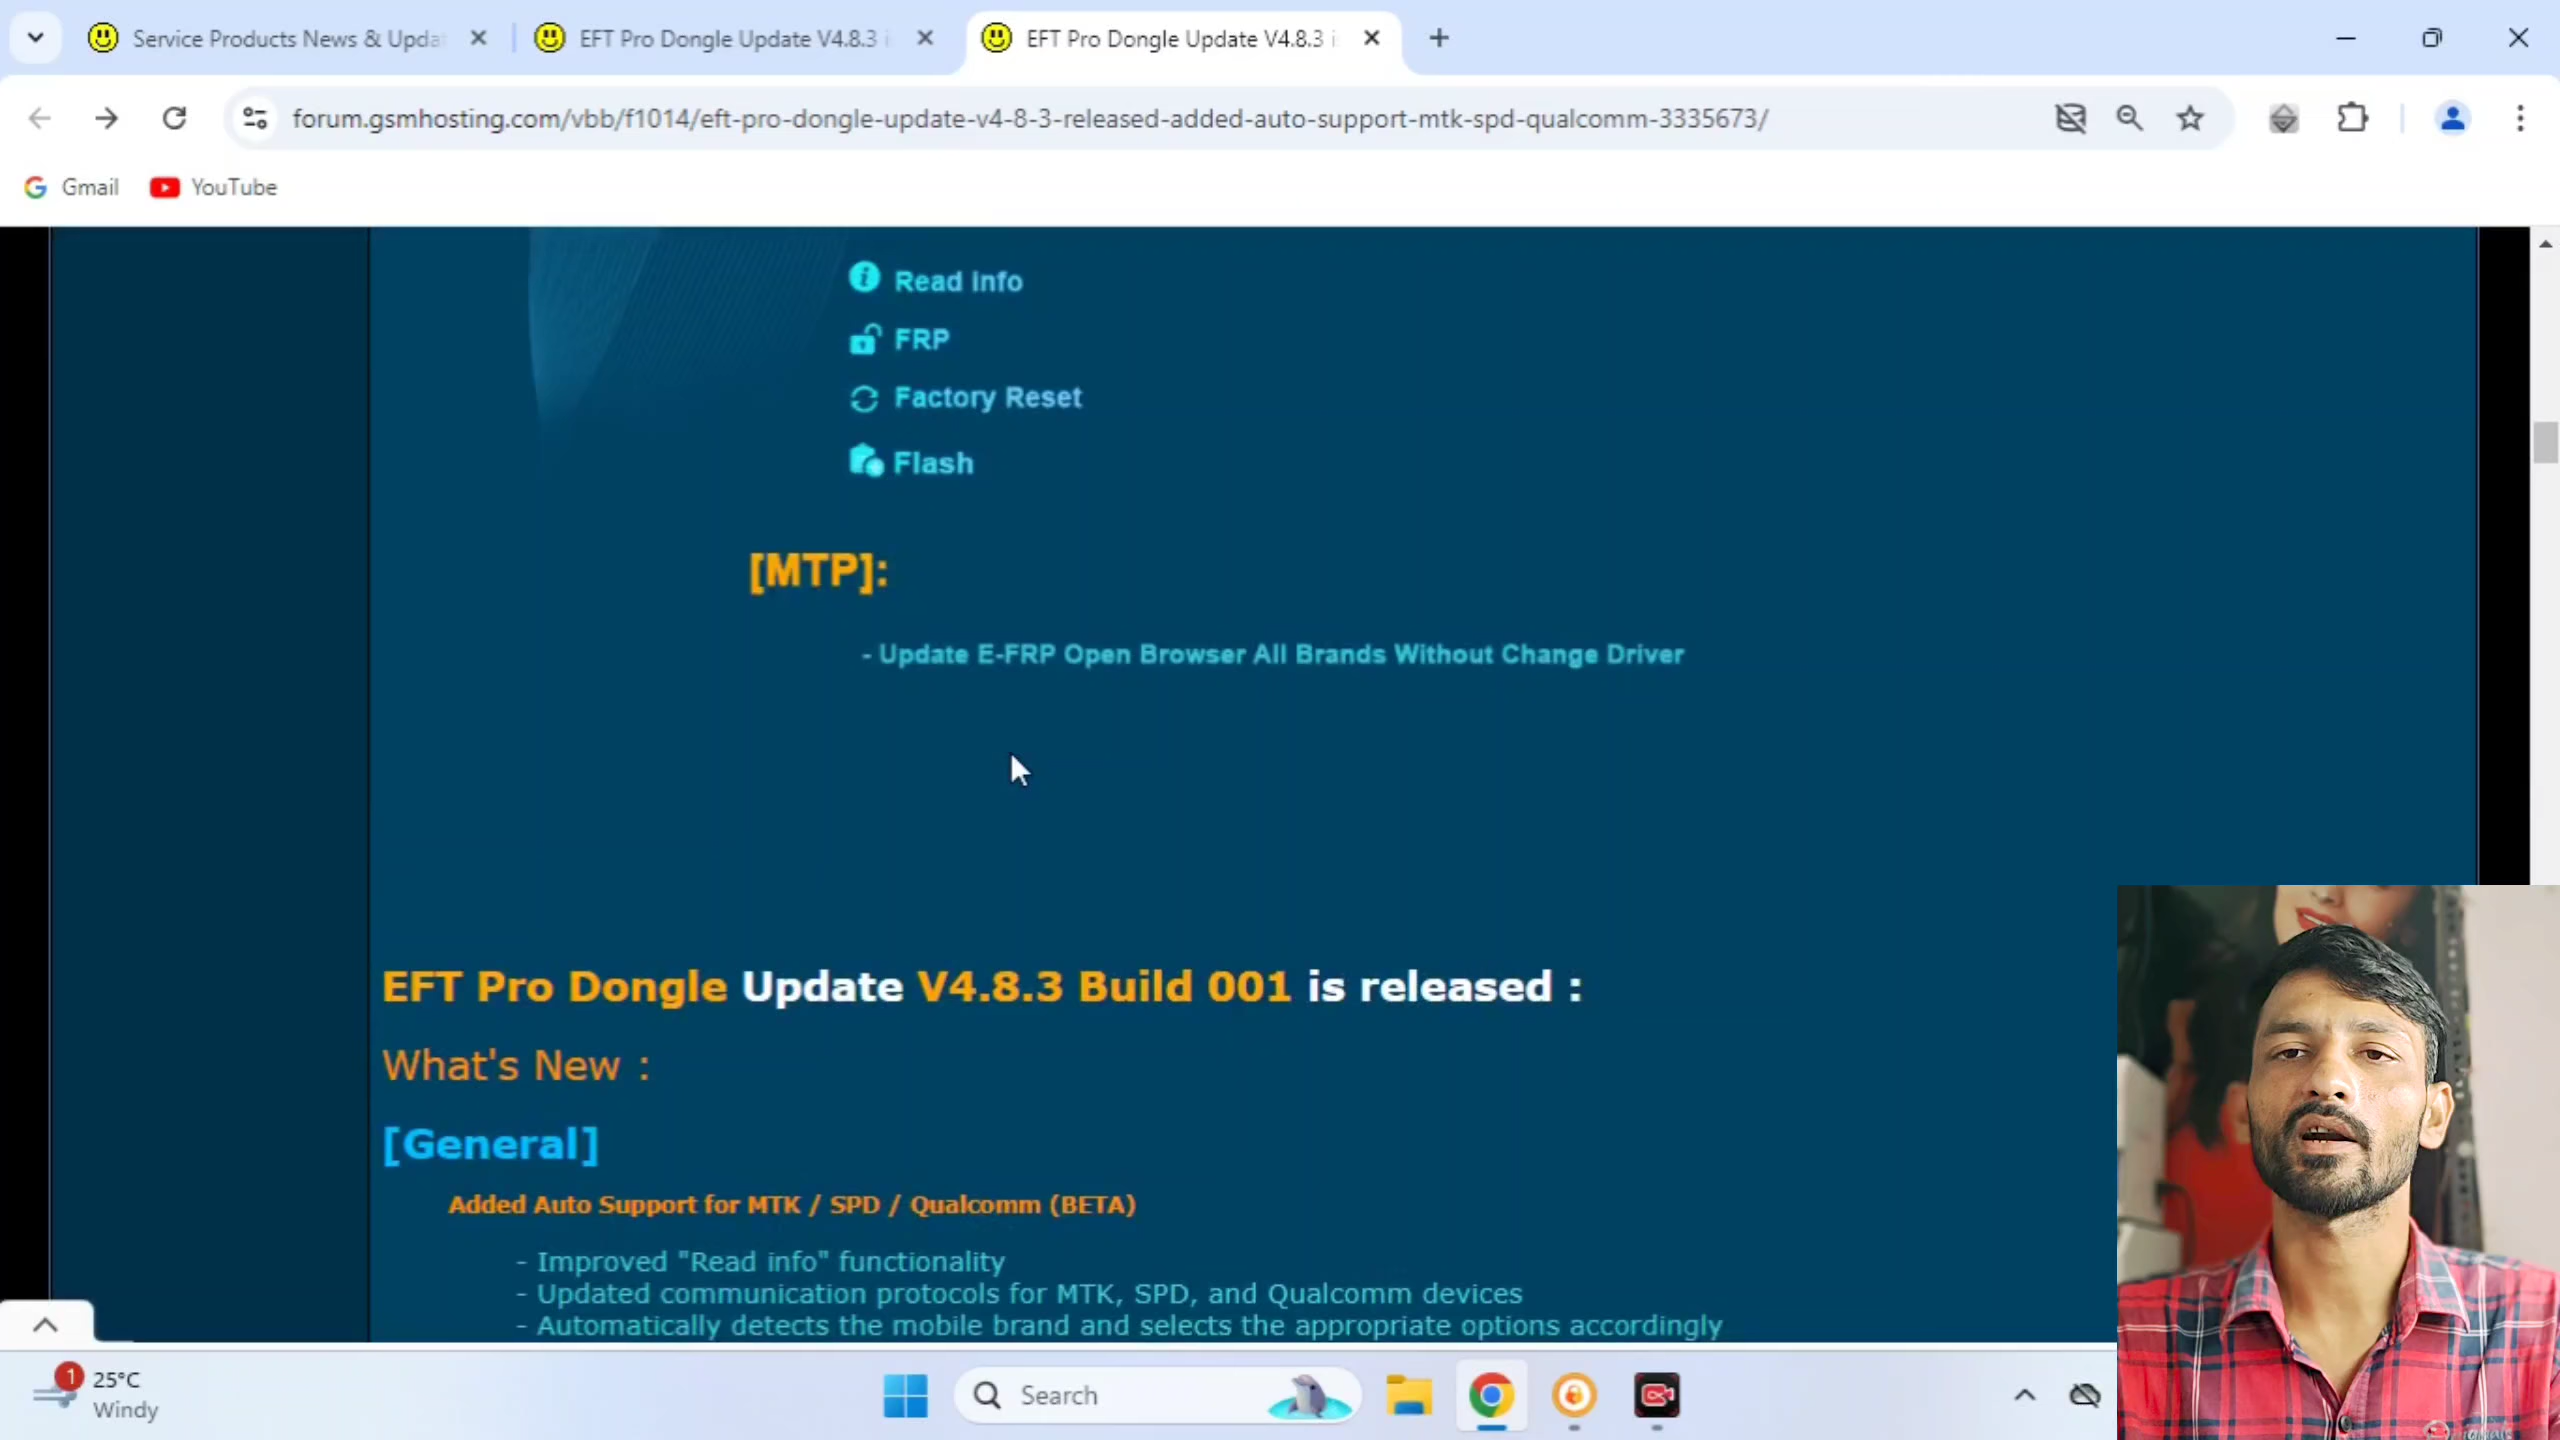 Service Products News & Upda
EFT Pro Dongle Update V4.8.3 i
EFT Pro Dongle Update V4.8.3 i
forum.gsmhosting.com/vbb/f1014/eft-pro-dongle-update-v4-8-3-released-added-auto-support-mtk-spd-qualcomm-3335673/
Gmail
YouTube
Read Info
FRP
Factory Reset
Flash
[MTP]:
- Update E-FRP Open Browser All Brands Without Change Driver
EFT Pro Dongle Update V4.8.3 Build 001 is released :
What's New :
[General]
Added Auto Support for MTK / SPD / Qualcomm (BETA)
- Improved "Read info" functionality
- Updated communication protocols for MTK, SPD, and Qualcomm devices
- Automatically detects the mobile brand and selects the appropriate options accordingly
1
25°C
Windy
Search